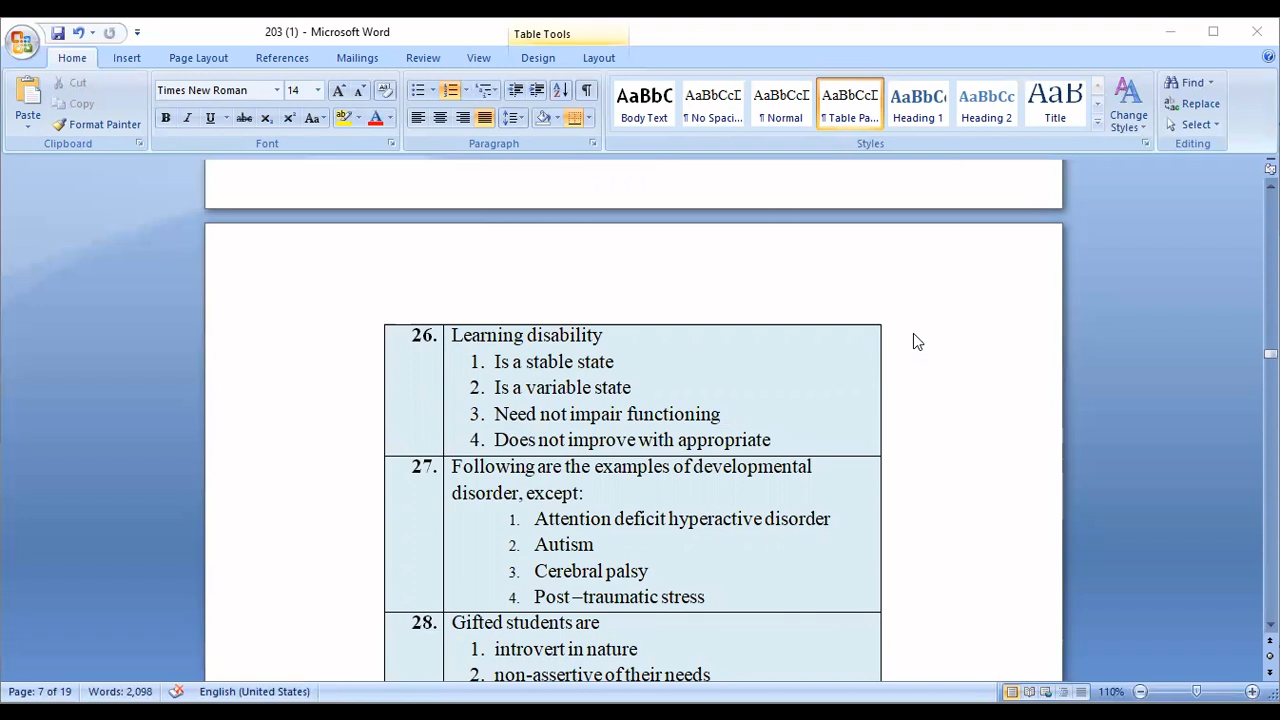 203 (1) - Microsoft Word
Table Tools
Home Insert Page Layout References Mailings Review View Design Layout
Paste
Cut
Copy
Format Painter
Clipboard
Times New Roman 14
Font
Paragraph
AaBbC AaBbCcI AaBbCcI AaBbCcI AaBbCc AaBbCc AaB
Body Text ¶ No Spaci... ¶ Normal ¶ Table Pa... Heading 1 Heading 2 Title
Change Styles
Styles
Find
Replace
Select
Editing
26. Learning disability
1. Is a stable state
2. Is a variable state
3. Need not impair functioning
4. Does not improve with appropriate
27. Following are the examples of developmental
disorder, except:
1. Attention deficit hyperactive disorder
2. Autism
3. Cerebral palsy
4. Post –traumatic stress
28. Gifted students are
1. introvert in nature
2. non-assertive of their needs
Page: 7 of 19 Words: 2,098 English (United States) 110%